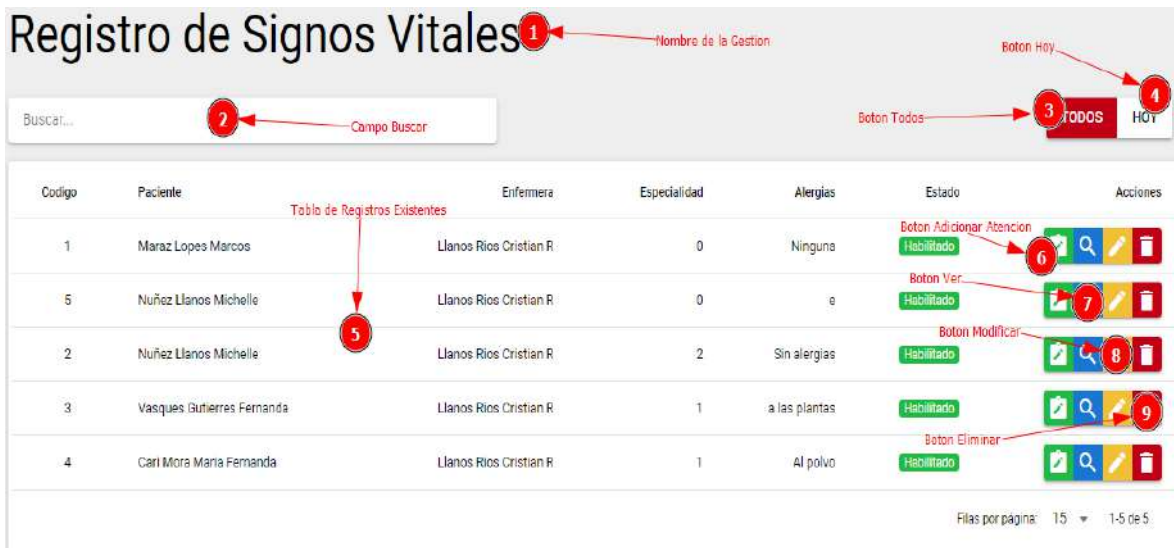 Registro de Signos Vitales 1 Nombre de la Gestion
Boton Hoy
Buscar... 2 Campo Buscar
Boton Todos 3 TODOS 4 HOY
Codigo Paciente Enfermera Especialidad Alergias Estado Acciones
Tabla de Registros Existentes
Boton Adicionar Atencion
1 Maraz Lopes Marcos Llanos Rios Cristian R 0 Ninguna Habilitado 6
Boton Ver
5 Nuñez Llanos Michelle Llanos Rios Cristian R 0 e Habilitado 7
5
Boton Modificar
2 Nuñez Llanos Michelle Llanos Rios Cristian R 2 Sin alergias Habilitado 8
3 Vasques Gutierres Fernanda Llanos Rios Cristian R 1 a las plantas Habilitado 9
Boton Eliminar
4 Cari Mora Maria Fernanda Llanos Rios Cristian R 1 Al polvo Habilitado
Filas por página: 15 1-5 de 5